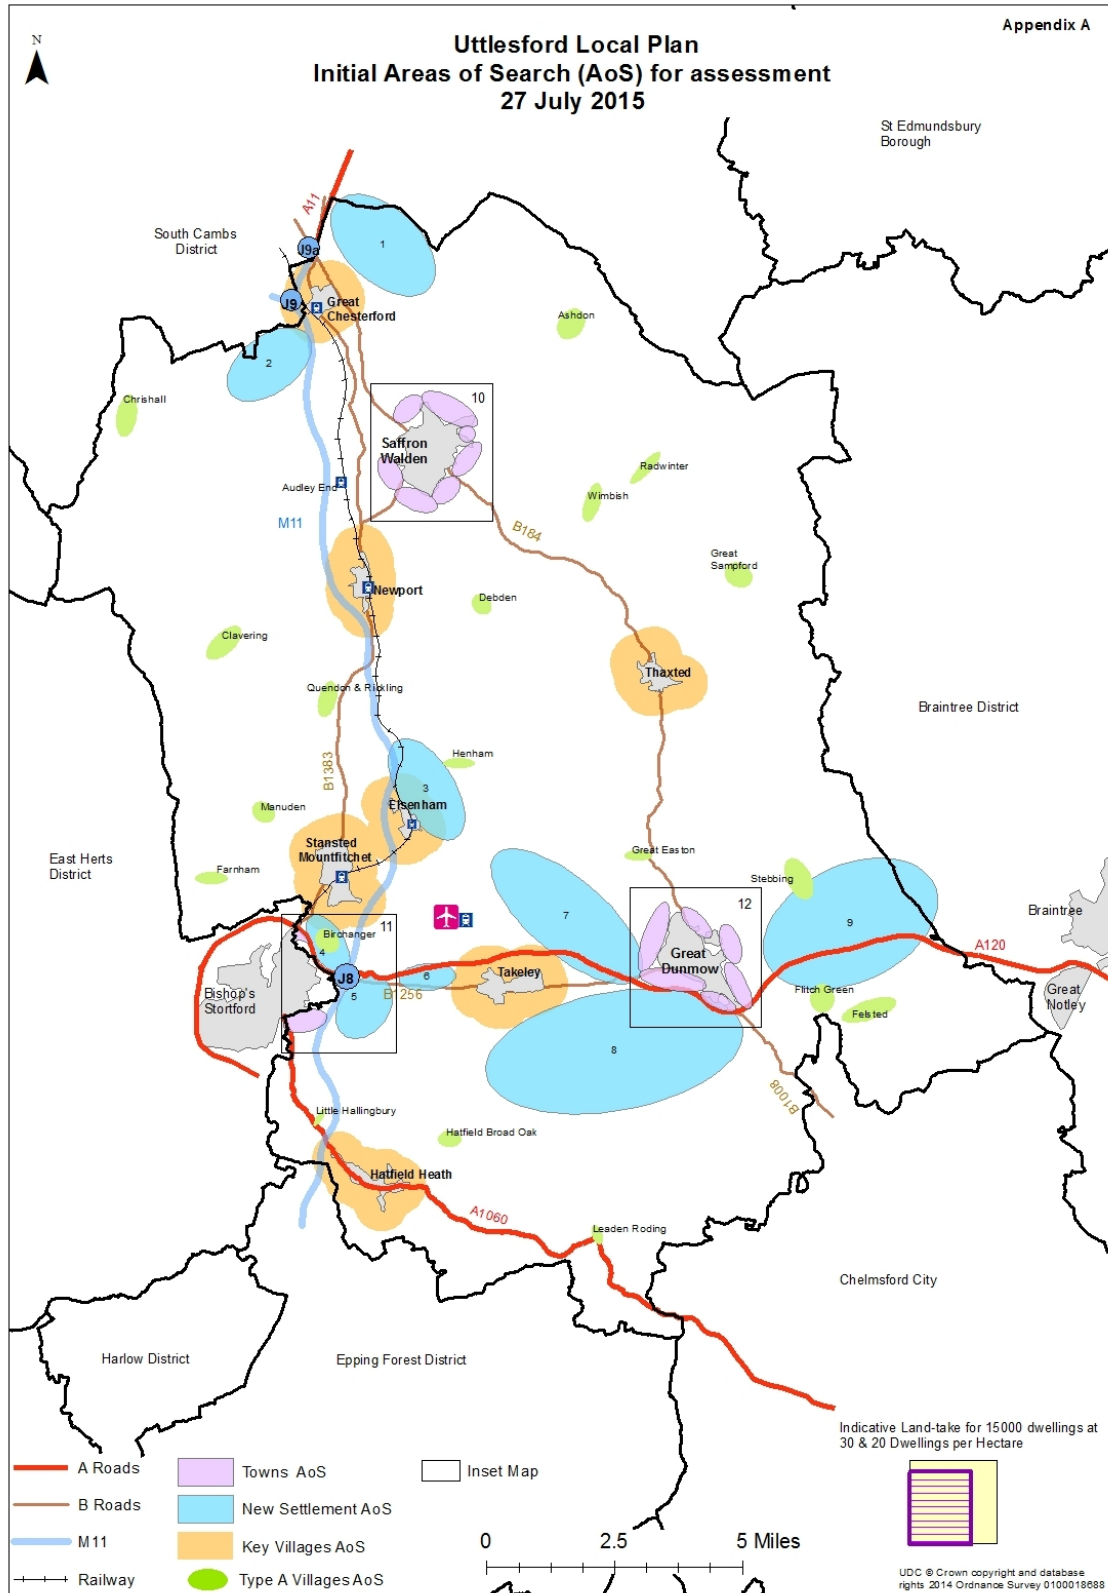 Appendix A
N
Uttlesford Local Plan
Initial Areas of Search (AoS) for assessment
27 July 2015
St Edmundsbury
Borough
A11
South Cambs
District
J9a
1
J9
Great
Chesterford
Ashdon
2
Chrishall
10
Saffron
Walden
Radwinter
Audley End
Wimbish
M11
B184
Great
Sampford
Newport
Debden
Clavering
Thaxted
Quendon & Rickling
Braintree District
Henham
B1383
3
Elsenham
Manuden
Stansted
Mountfitchet
East Herts
District
Great Easton
Farnham
Stebbing
12
Braintree
7
9
11
Birchanger
4
A120
Great
Dunmow
J8
6
Takeley
B1256
Bishop's
Stortford
5
Flitch Green
Great
Notley
Felsted
8
B1008
Little Hallingbury
Hatfield Broad Oak
Hatfield Heath
A1060
Leaden Roding
Chelmsford City
Harlow District
Epping Forest District
Indicative Land-take for 15000 dwellings at
30 & 20 Dwellings per Hectare
A Roads
Towns AoS
Inset Map
B Roads
New Settlement AoS
M11
Key Villages AoS
0 2.5 5 Miles
Railway
Type A Villages AoS
UDC © Crown copyright and database
rights 2014 Ordnance Survey 0100018688